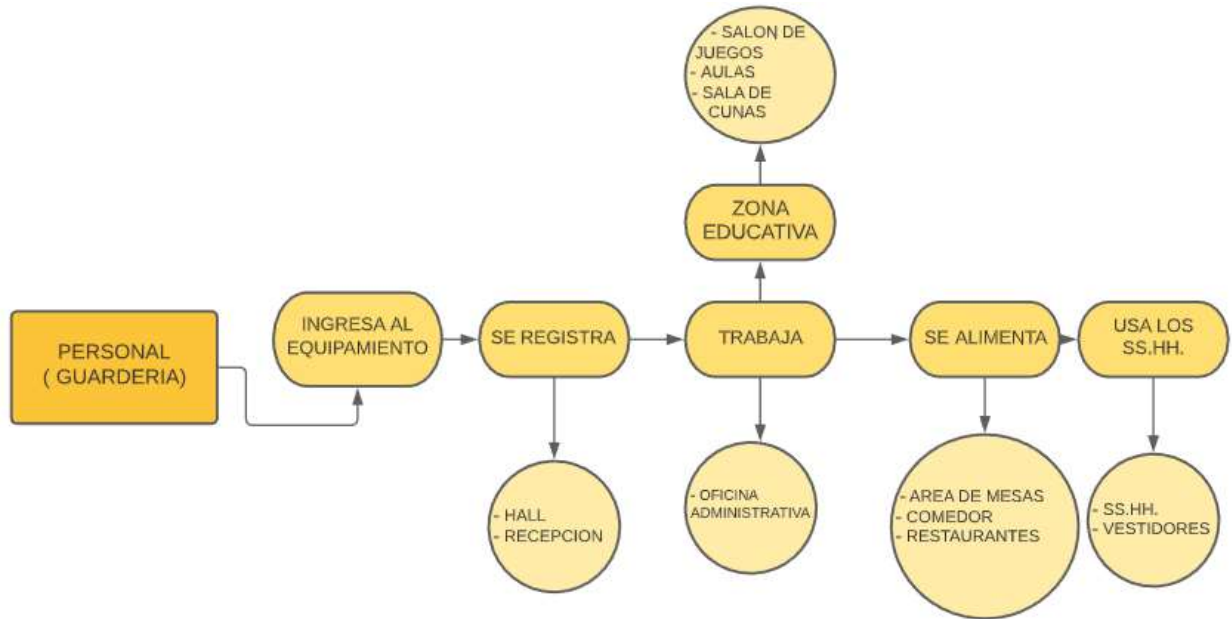 - SALON DE
JUEGOS
- AULAS
- SALA DE
CUNAS
ZONA
EDUCATIVA
PERSONAL
( GUARDERIA)
INGRESA AL
EQUIPAMIENTO
SE REGISTRA
TRABAJA
SE ALIMENTA
USA LOS
SS.HH.
- HALL
- RECEPCION
- OFICINA
ADMINISTRATIVA
- AREA DE MESAS
- COMEDOR
- RESTAURANTES
- SS.HH.
- VESTIDORES